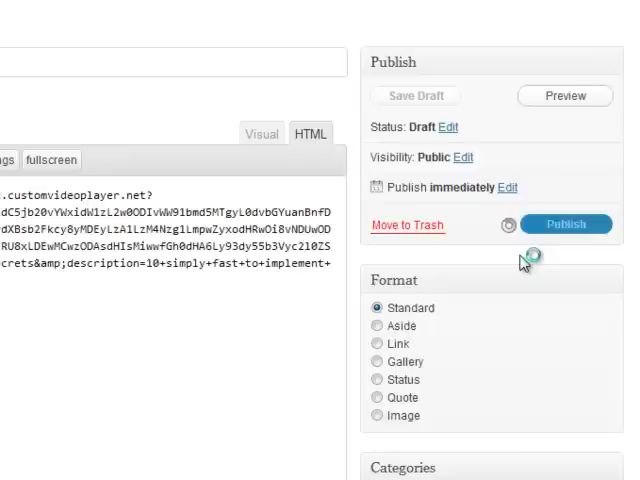 Publish
Save Draft
Preview
Status: Draft Edit
Visual
HTML
Visibility: Public Edit
ngs
fullscreen
Publish immediately Edit
.customvideoplayer.net?
Move to Trash
Publish
crets&amp;description=10+simply+fast+to+implement+
Format
Standard
Aside
Link
Gallery
Status
Quote
Image
Categories